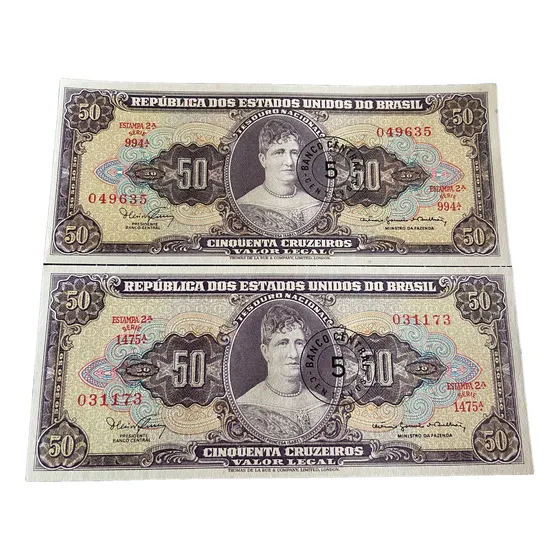 50 REPÚBLICA DOS ESTADOS UNIDOS DO BRASIL 50
TESOURO NACIONAL
ESTAMPA 2ª
SÉRIE
994ª
049635
BANCO CENTRAL
50 5 50
ESTAMPA 2ª
SÉRIE
994ª
049635
PRESIDENTE
BANCO CENTRAL
MINISTRO DA FAZENDA
50 CINQÜENTA CRUZEIROS 50
VALOR LEGAL
THOMAS DE LA RUE & COMPANY, LIMITED, LONDON.
50 REPÚBLICA DOS ESTADOS UNIDOS DO BRASIL 50
TESOURO NACIONAL
ESTAMPA 2ª
SÉRIE
1475ª
031173
BANCO CENTRAL
50 5 50
ESTAMPA 2ª
SÉRIE
1475ª
031173
PRESIDENTE
BANCO CENTRAL
MINISTRO DA FAZENDA
50 CINQÜENTA CRUZEIROS 50
VALOR LEGAL
THOMAS DE LA RUE & COMPANY, LIMITED, LONDON.